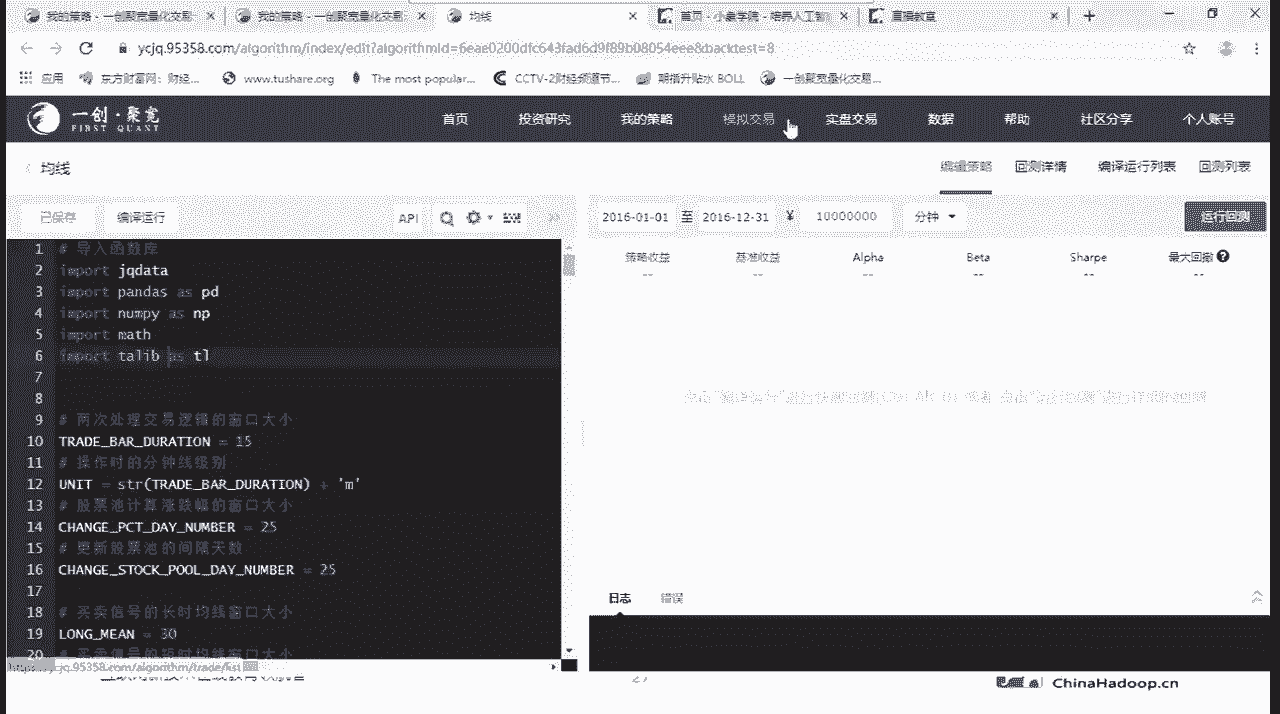 我的策略 - 一创聚宽量化交易 我的策略 - 一创聚宽量化交易 均线 首页 - 小象学院 - 培养人工智 直播教室
ycjq.95358.com/algorithm/index/edit?algorithmId=6eae0200dfc643fad6d9f89b08054eee&backtest=8
应用 东方财富网：财经... www.tushare.org The most popular... CCTV-2财经频道节... 期指升贴水 BOLL 一创聚宽量化交易...
一创·聚宽
FIRST QUANT
首页 投资研究 我的策略 模拟交易 实盘交易 数据 帮助 社区分享 个人账号
均线
编辑策略 回测详情 编译运行列表 回测列表
已保存 编译运行 API
2016-01-01 至 2016-12-31 ¥ 10000000 分钟 运行回测
策略收益 基准收益 Alpha Beta Sharpe 最大回撤
-- -- -- -- -- --
1 # 导入函数库
2 import jqdata
3 import pandas as pd
4 import numpy as np
5 import math
6 import talib as tl
7
8
9 # 两次处理交易逻辑的窗口大小
10 TRADE_BAR_DURATION = 15
11 # 操作时的分钟线级别
12 UNIT = str(TRADE_BAR_DURATION) + 'm'
13 # 股票池计算涨跌幅的窗口大小
14 CHANGE_PCT_DAY_NUMBER = 25
15 # 更新股票池的间隔天数
16 CHANGE_STOCK_POOL_DAY_NUMBER = 25
17
18 # 买卖信号的长时均线窗口大小
19 LONG_MEAN = 30
20 # 买卖信号的短时均线窗口大小
日志 错误
https://ycjq.95358.com/algorithm/trade/list
27
ChinaHadoop.cn